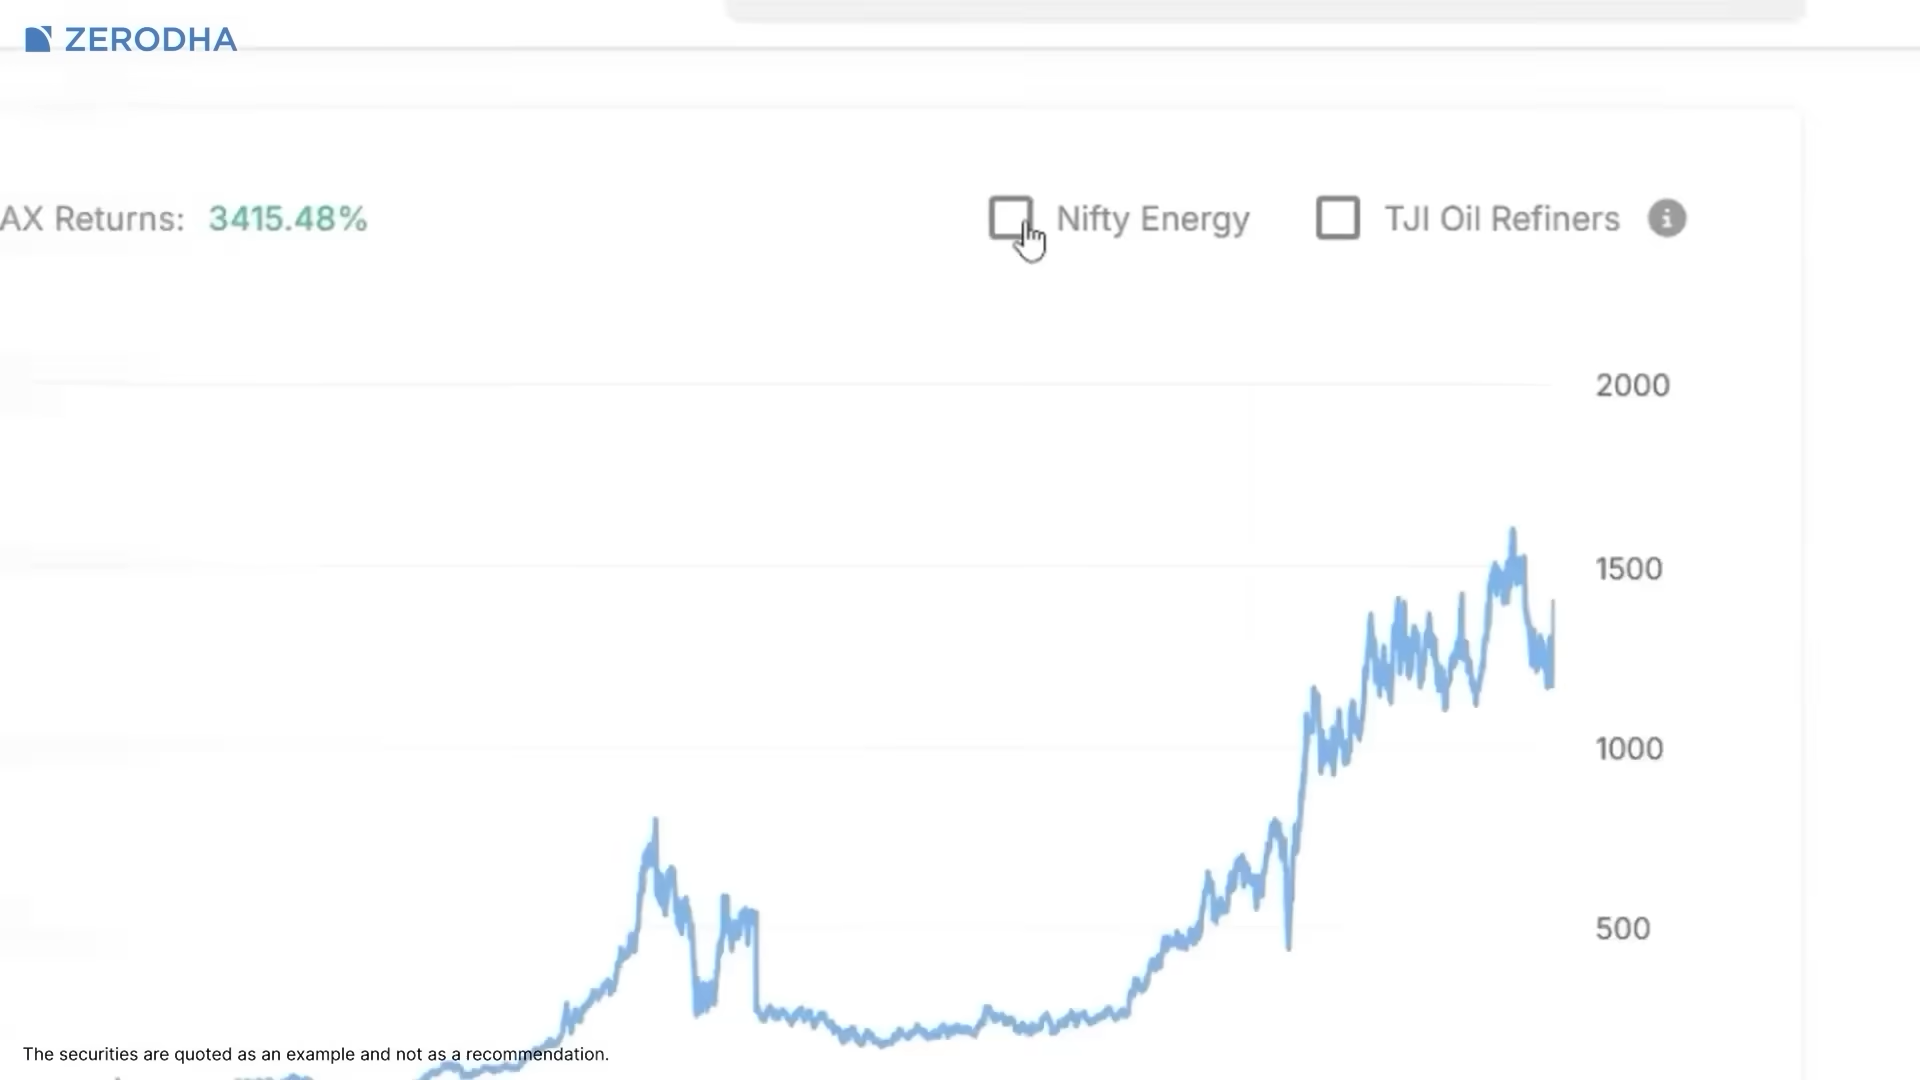 ZERODHA
AX Returns: 3415.48%
Nifty Energy
TJI Oil Refiners
2000
1500
1000
500
The securities are quoted as an example and not as a recommendation.